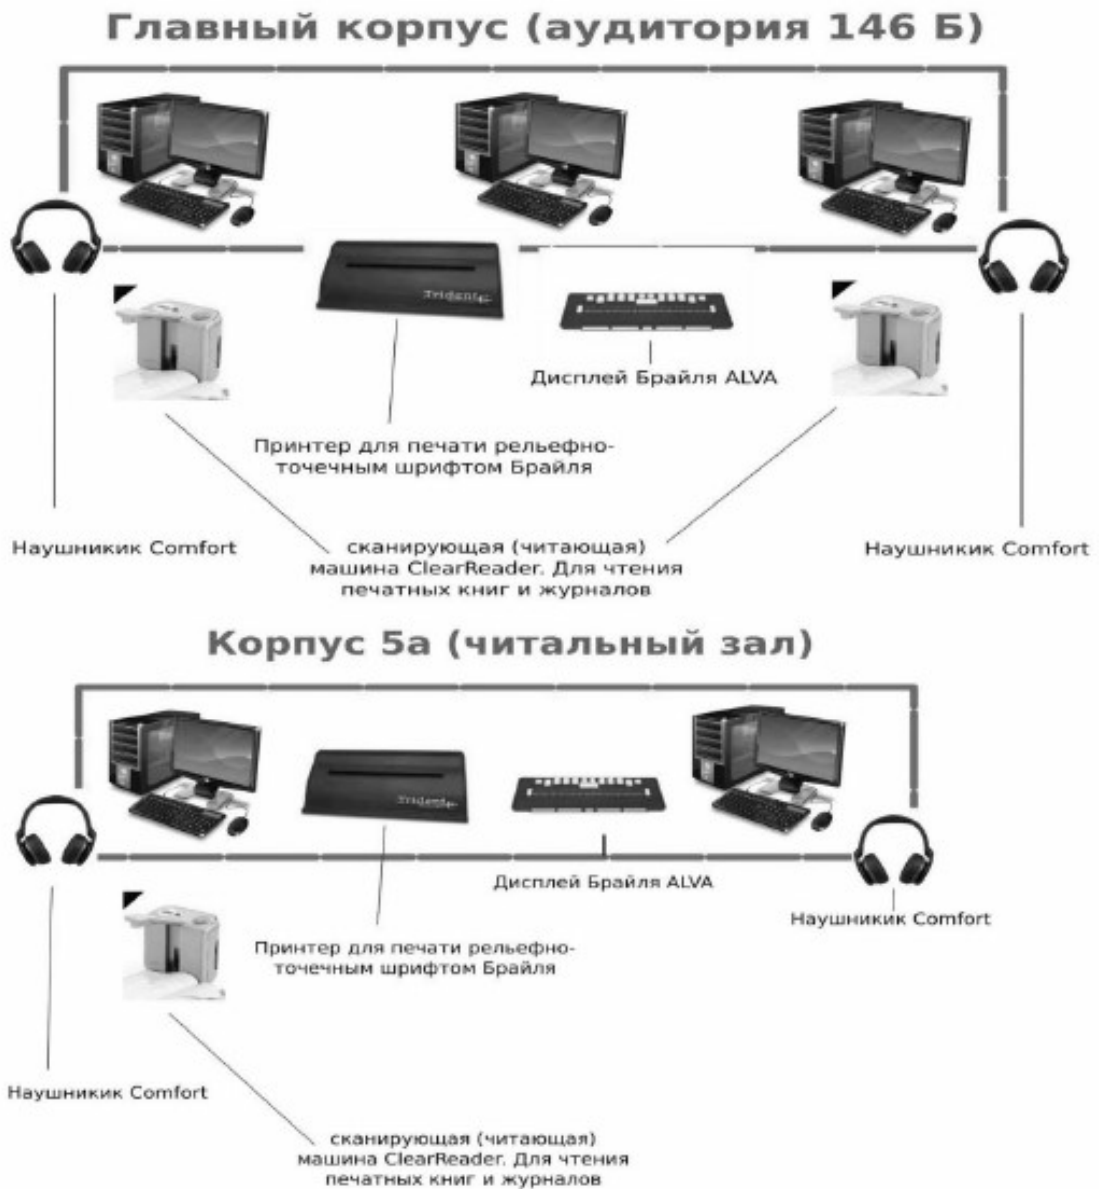 Главный корпус (аудитория 146 Б)
Trident
Дисплей Брайля ALVA
Принтер для печати рельефно-
точечным шрифтом Брайля
Наушникик Comfort
сканирующая (читающая)
машина ClearReader. Для чтения
печатных книг и журналов
Наушникик Comfort
Корпус 5а (читальный зал)
Trident
Дисплей Брайля ALVA
Наушникик Comfort
Принтер для печати рельефно-
точечным шрифтом Брайля
Наушникик Comfort
сканирующая (читающая)
машина ClearReader. Для чтения
печатных книг и журналов